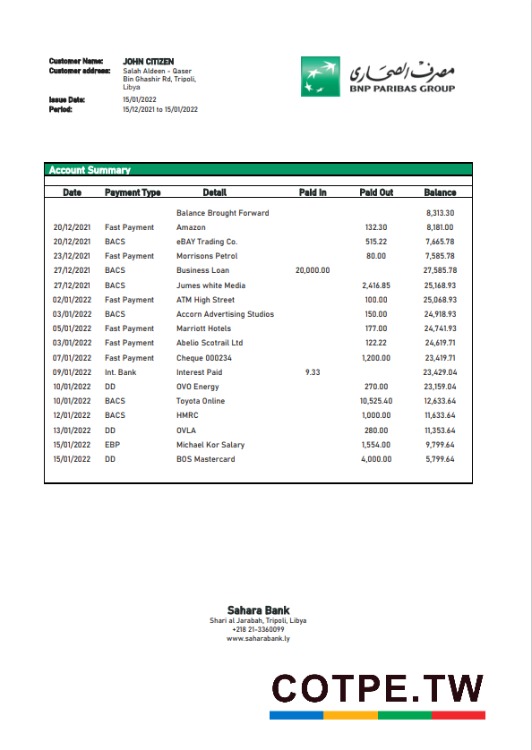 Customer Name: JOHN CITIZEN
Customer address: Salah Aldeen - Qaser
Bin Ghashir Rd, Tripoli,
Libya
Issue Date: 15/01/2022
Period: 15/12/2021 to 15/01/2022
مصرف الصحارى
BNP PARIBAS GROUP
Account Summary
Date Payment Type Detail Paid In Paid Out Balance
Balance Brought Forward 8,313.30
20/12/2021 Fast Payment Amazon 132.30 8,181.00
20/12/2021 BACS eBAY Trading Co. 515.22 7,665.78
23/12/2021 Fast Payment Morrisons Petrol 80.00 7,585.78
27/12/2021 BACS Business Loan 20,000.00 27,585.78
27/12/2021 BACS Jumes white Media 2,416.85 25,168.93
02/01/2022 Fast Payment ATM High Street 100.00 25,068.93
03/01/2022 BACS Accorn Advertising Studios 150.00 24,918.93
05/01/2022 Fast Payment Marriott Hotels 177.00 24,741.93
03/01/2022 Fast Payment Abelio Scotrail Ltd 122.22 24,619.71
07/01/2022 Fast Payment Cheque 000234 1,200.00 23,419.71
09/01/2022 Int. Bank Interest Paid 9.33 23,429.04
10/01/2022 DD OVO Energy 270.00 23,159.04
10/01/2022 BACS Toyota Online 10,525.40 12,633.64
12/01/2022 BACS HMRC 1,000.00 11,633.64
13/01/2022 DD OVLA 280.00 11,353.64
15/01/2022 EBP Michael Kor Salary 1,554.00 9,799.64
15/01/2022 DD BOS Mastercard 4,000.00 5,799.64
Sahara Bank
Shari al Jarabah, Tripoli, Libya
+218 21-3360099
www.saharabank.ly
COTPE.TW